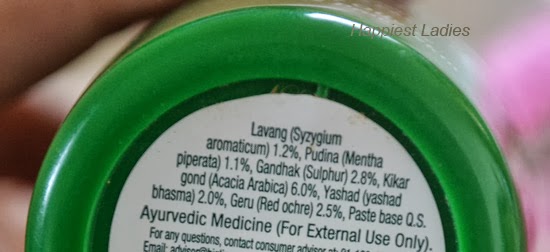 Happiest Ladies
Lavang (Syzygium
aromaticum) 1.2%, Pudina (Mentha
piperata) 1.1%, Gandhak (Sulphur) 2.8%, Kikar
gond (Acacia Arabica) 6.0%, Yashad (yashad
bhasma) 2.0%, Geru (Red ochre) 2.5%, Paste base Q.S.
Ayurvedic Medicine (For External Use Only).
For any questions, contact consumer advisor at:
Email: